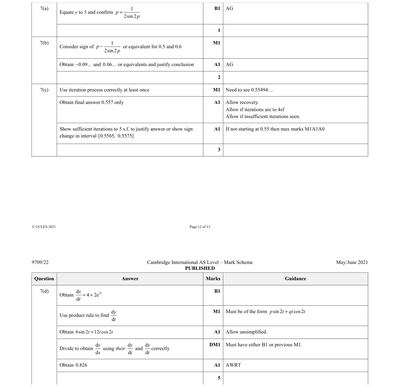 7(a) Equate y to 3 and confirm p = 1/(2sin 2p) B1 AG
1
7(b) Consider sign of p − 1/(2sin 2p) or equivalent for 0.5 and 0.6 M1
Obtain −0.09... and 0.06... or equivalents and justify conclusion A1 AG
2
7(c) Use iteration process correctly at least once M1 Need to see 0.55494…
Obtain final answer 0.557 only A1 Allow recovery.
Allow if iterations are to 4sf
Allow if insufficient iterations seen.
Show sufficient iterations to 5 s.f. to justify answer or show sign A1 If not starting at 0.55 then max marks M1A1A0
change in interval [0.5565, 0.5575]
3
© UCLES 2021 Page 12 of 13
9709/22 Cambridge International AS Level – Mark Scheme May/June 2021
PUBLISHED
Question Answer Marks Guidance
7(d) Obtain dx/dt = 4 + 2e^2t B1
Use product rule to find dy/dt M1 Must be of the form p sin 2t + qt cos 2t
Obtain 6sin 2t + 12t cos 2t A1 Allow unsimplified.
Divide to obtain dy/dx using their dy/dt and dx/dt correctly DM1 Must have either B1 or previous M1.
Obtain 0.826 A1 AWRT
5